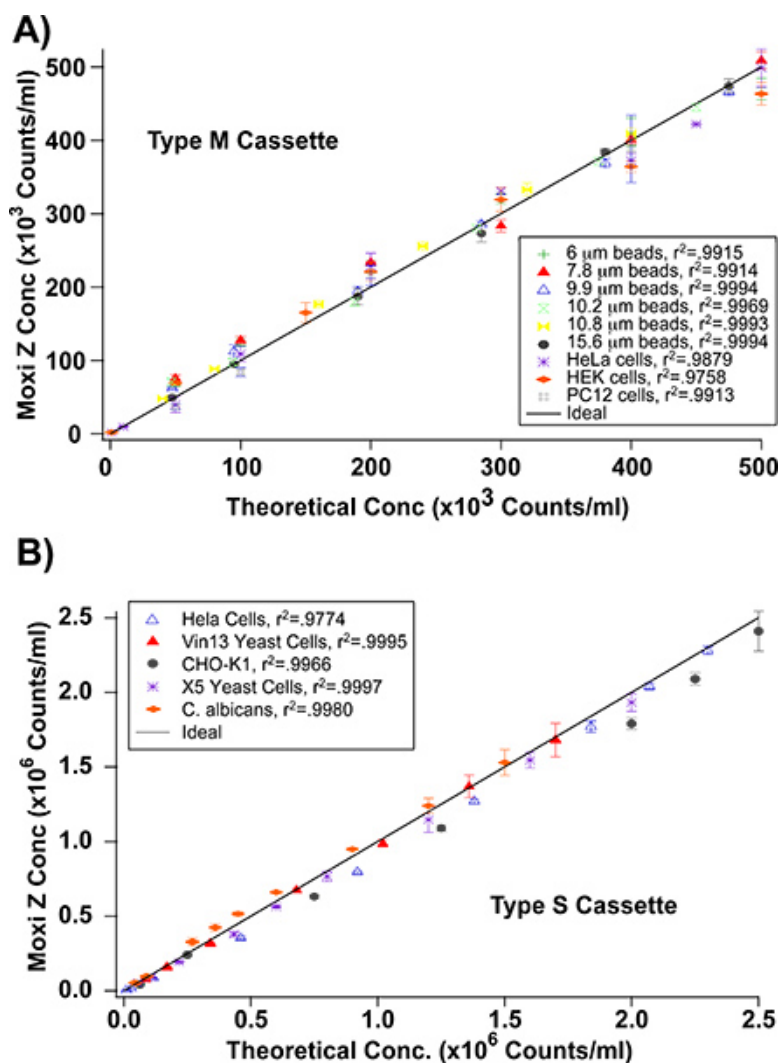 A)
Type M Cassette
Moxi Z Conc (x10³ Counts/ml)
500
400
300
200
100
0
6 μm beads, r²=.9915
7.8 μm beads, r²=.9914
9.9 μm beads, r²=.9994
10.2 μm beads, r²=.9969
10.8 μm beads, r²=.9993
15.6 μm beads, r²=.9994
HeLa cells, r²=.9879
HEK cells, r²=.9758
PC12 cells, r²=.9913
Ideal
0 100 200 300 400 500
Theoretical Conc (x10³ Counts/ml)
B)
Moxi Z Conc (x10⁶ Counts/ml)
2.5
2.0
1.5
1.0
0.5
0.0
Hela Cells, r²=.9774
Vin13 Yeast Cells, r²=.9995
CHO-K1, r²=.9966
X5 Yeast Cells, r²=.9997
C. albicans, r²=.9980
Ideal
Type S Cassette
0.0 0.5 1.0 1.5 2.0 2.5
Theoretical Conc. (x10⁶ Counts/ml)